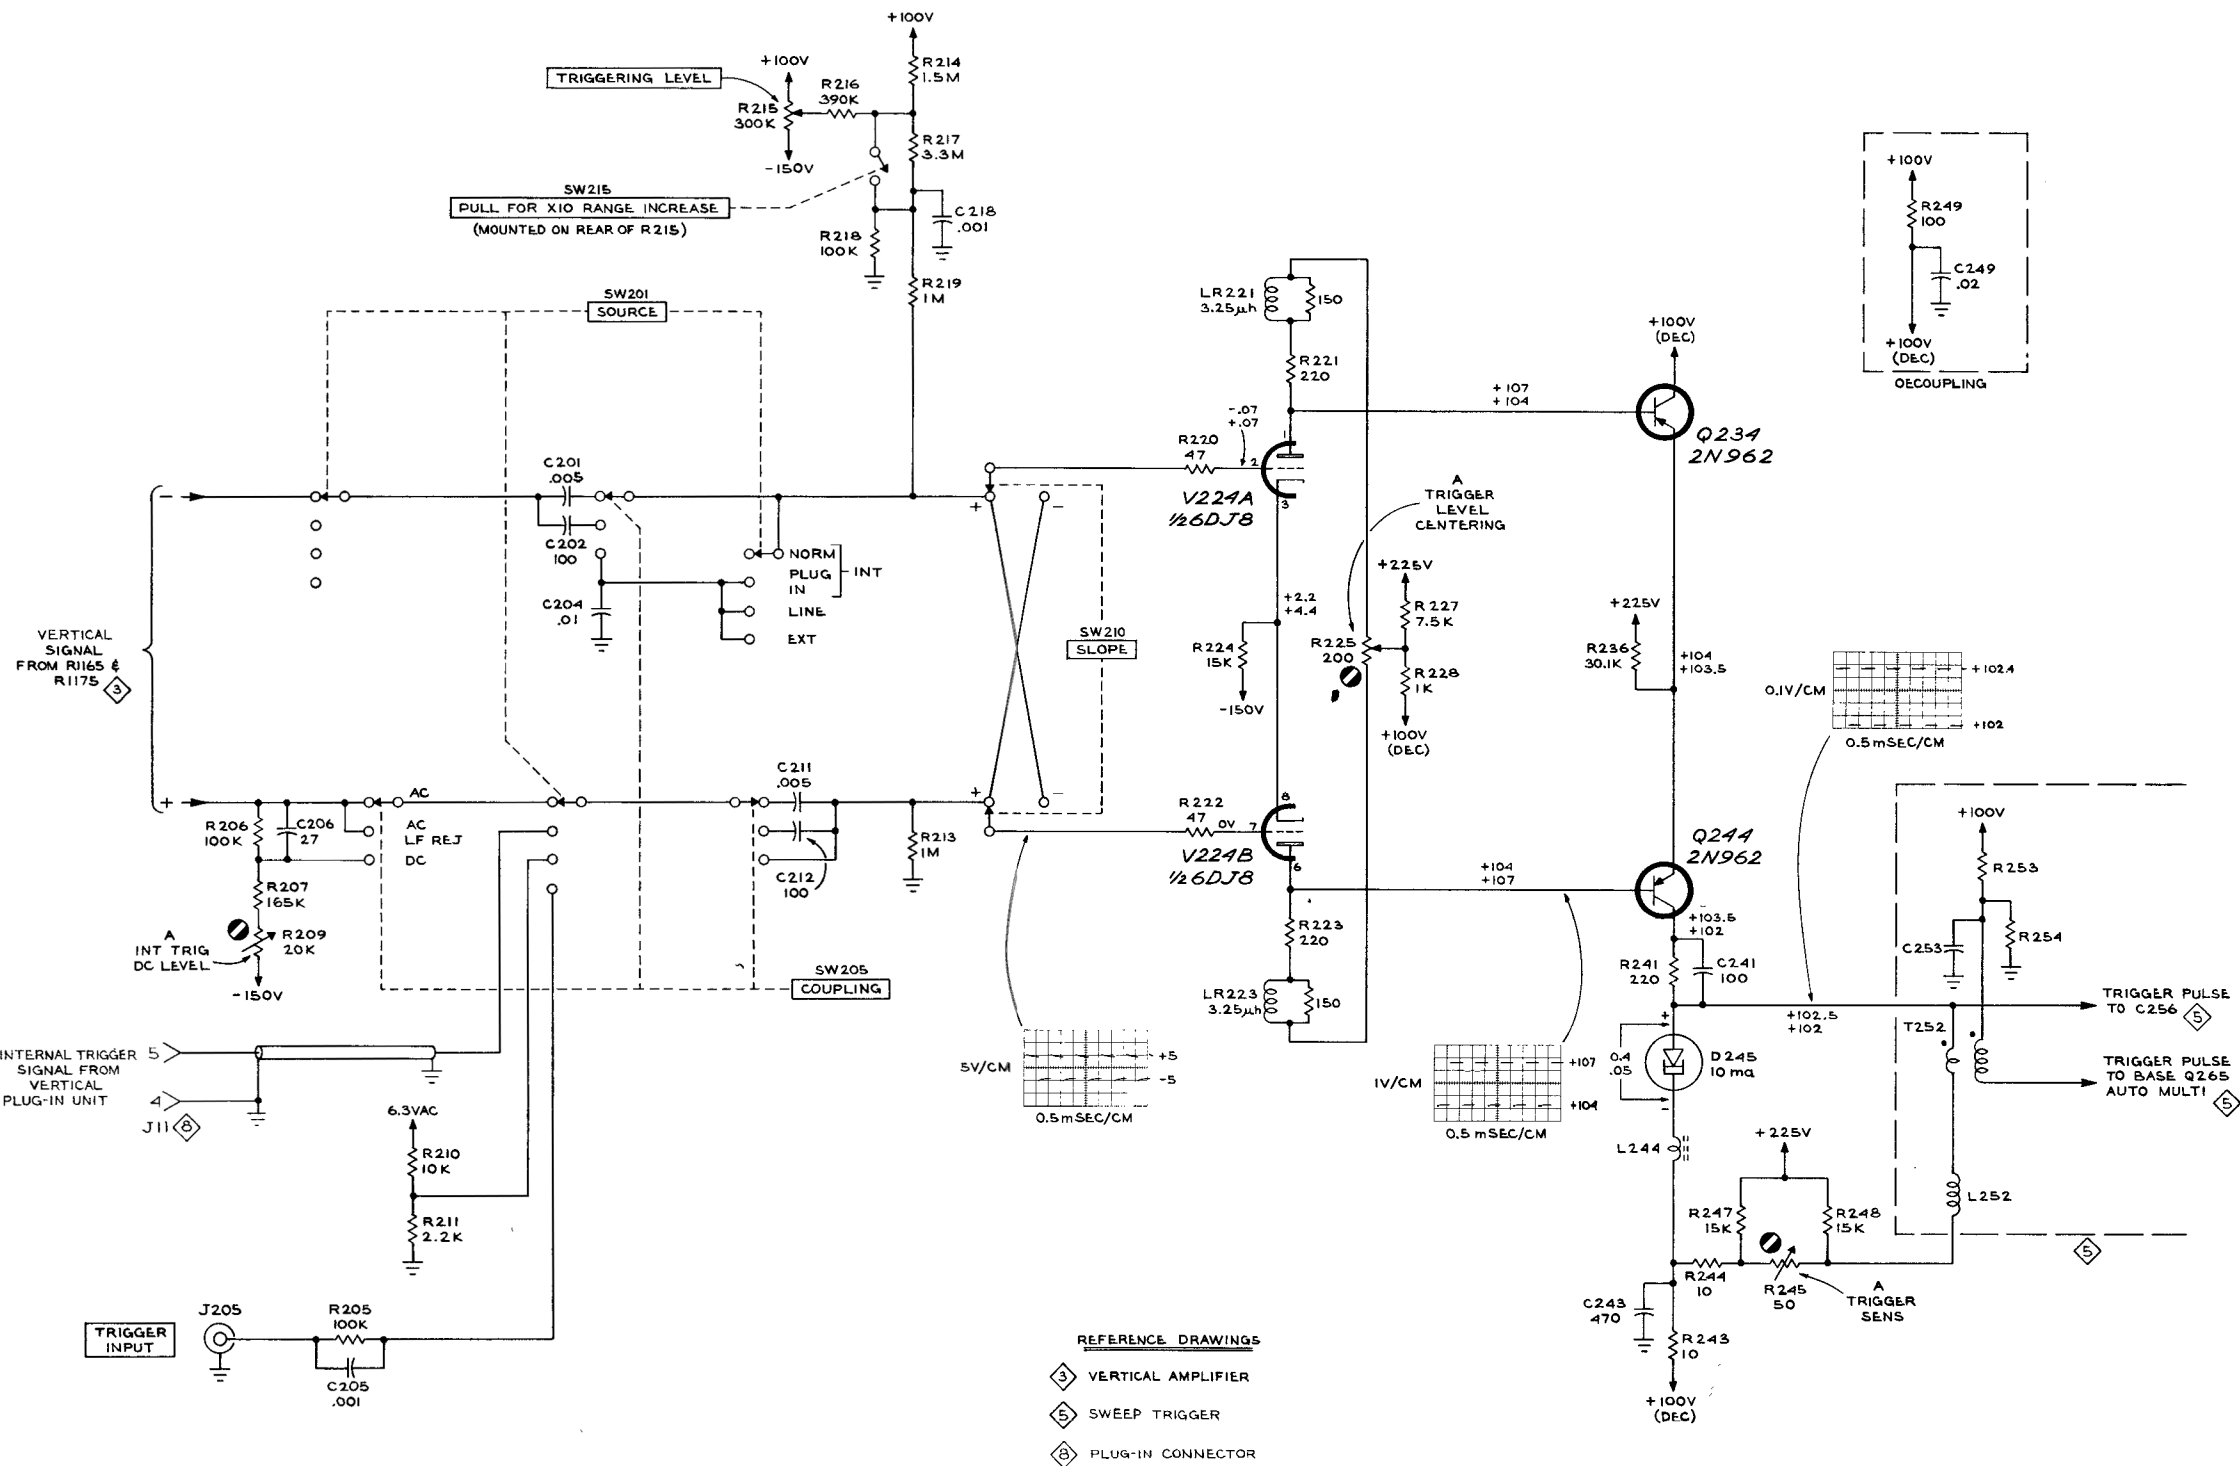 +100V
R214
1.5M
TRIGGERING LEVEL
+100V
R216
390K
R215
300K
-150V
R217
3.3M
SW215
PULL FOR X10 RANGE INCREASE
(MOUNTED ON REAR OF R215)
C218
.001
R218
100K
R219
1M
SW201
SOURCE
C201
.005
C202
100
C204
.01
NORM
PLUG
IN
INT
LINE
EXT
VERTICAL
SIGNAL
FROM R1165 &
R1175
3
-
+
+
-
SW210
SLOPE
+
-
AC
AC
LF REJ
DC
R206
100K
C206
27
R207
165K
R209
20K
A
INT TRIG
DC LEVEL
-150V
C211
.005
C212
100
R213
1M
SW205
COUPLING
INTERNAL TRIGGER
SIGNAL FROM
VERTICAL
PLUG-IN UNIT
5
4
J11
8
6.3VAC
R210
10K
R211
2.2K
J205
TRIGGER
INPUT
R205
100K
C205
.001
LR221
3.25µh
150
R221
220
-.07
+.07
R220
47
1
2
3
V224A
½6DJ8
+107
+104
A
TRIGGER
LEVEL
CENTERING
+225V
R227
7.5K
R225
200
R228
1K
+100V
(DEC)
+2.2
+4.4
R224
15K
-150V
R222
47
0V
7
8
6
V224B
½6DJ8
+104
+107
R223
220
LR223
3.25µh
150
5V/CM
+5
-5
0.5mSEC/CM
1V/CM
+107
+104
0.5mSEC/CM
+100V
(DEC)
Q234
2N962
+225V
R236
30.1K
+104
+103.5
Q244
2N962
+103.5
+102
R241
220
C241
100
0.1V/CM
+102.4
+102
0.5mSEC/CM
+102.5
+102
+
0.4
.05
-
D245
10 ma
L244
+225V
R247
15K
R248
15K
R244
10
R245
50
A
TRIGGER
SENS
C243
470
R243
10
+100V
(DEC)
+100V
R249
100
C249
.02
+100V
(DEC)
DECOUPLING
+100V
R253
C253
R254
T252
L252
5
TRIGGER PULSE
TO C256
5
TRIGGER PULSE
TO BASE Q265
AUTO MULTI
5
REFERENCE DRAWINGS
3 VERTICAL AMPLIFIER
5 SWEEP TRIGGER
8 PLUG-IN CONNECTOR